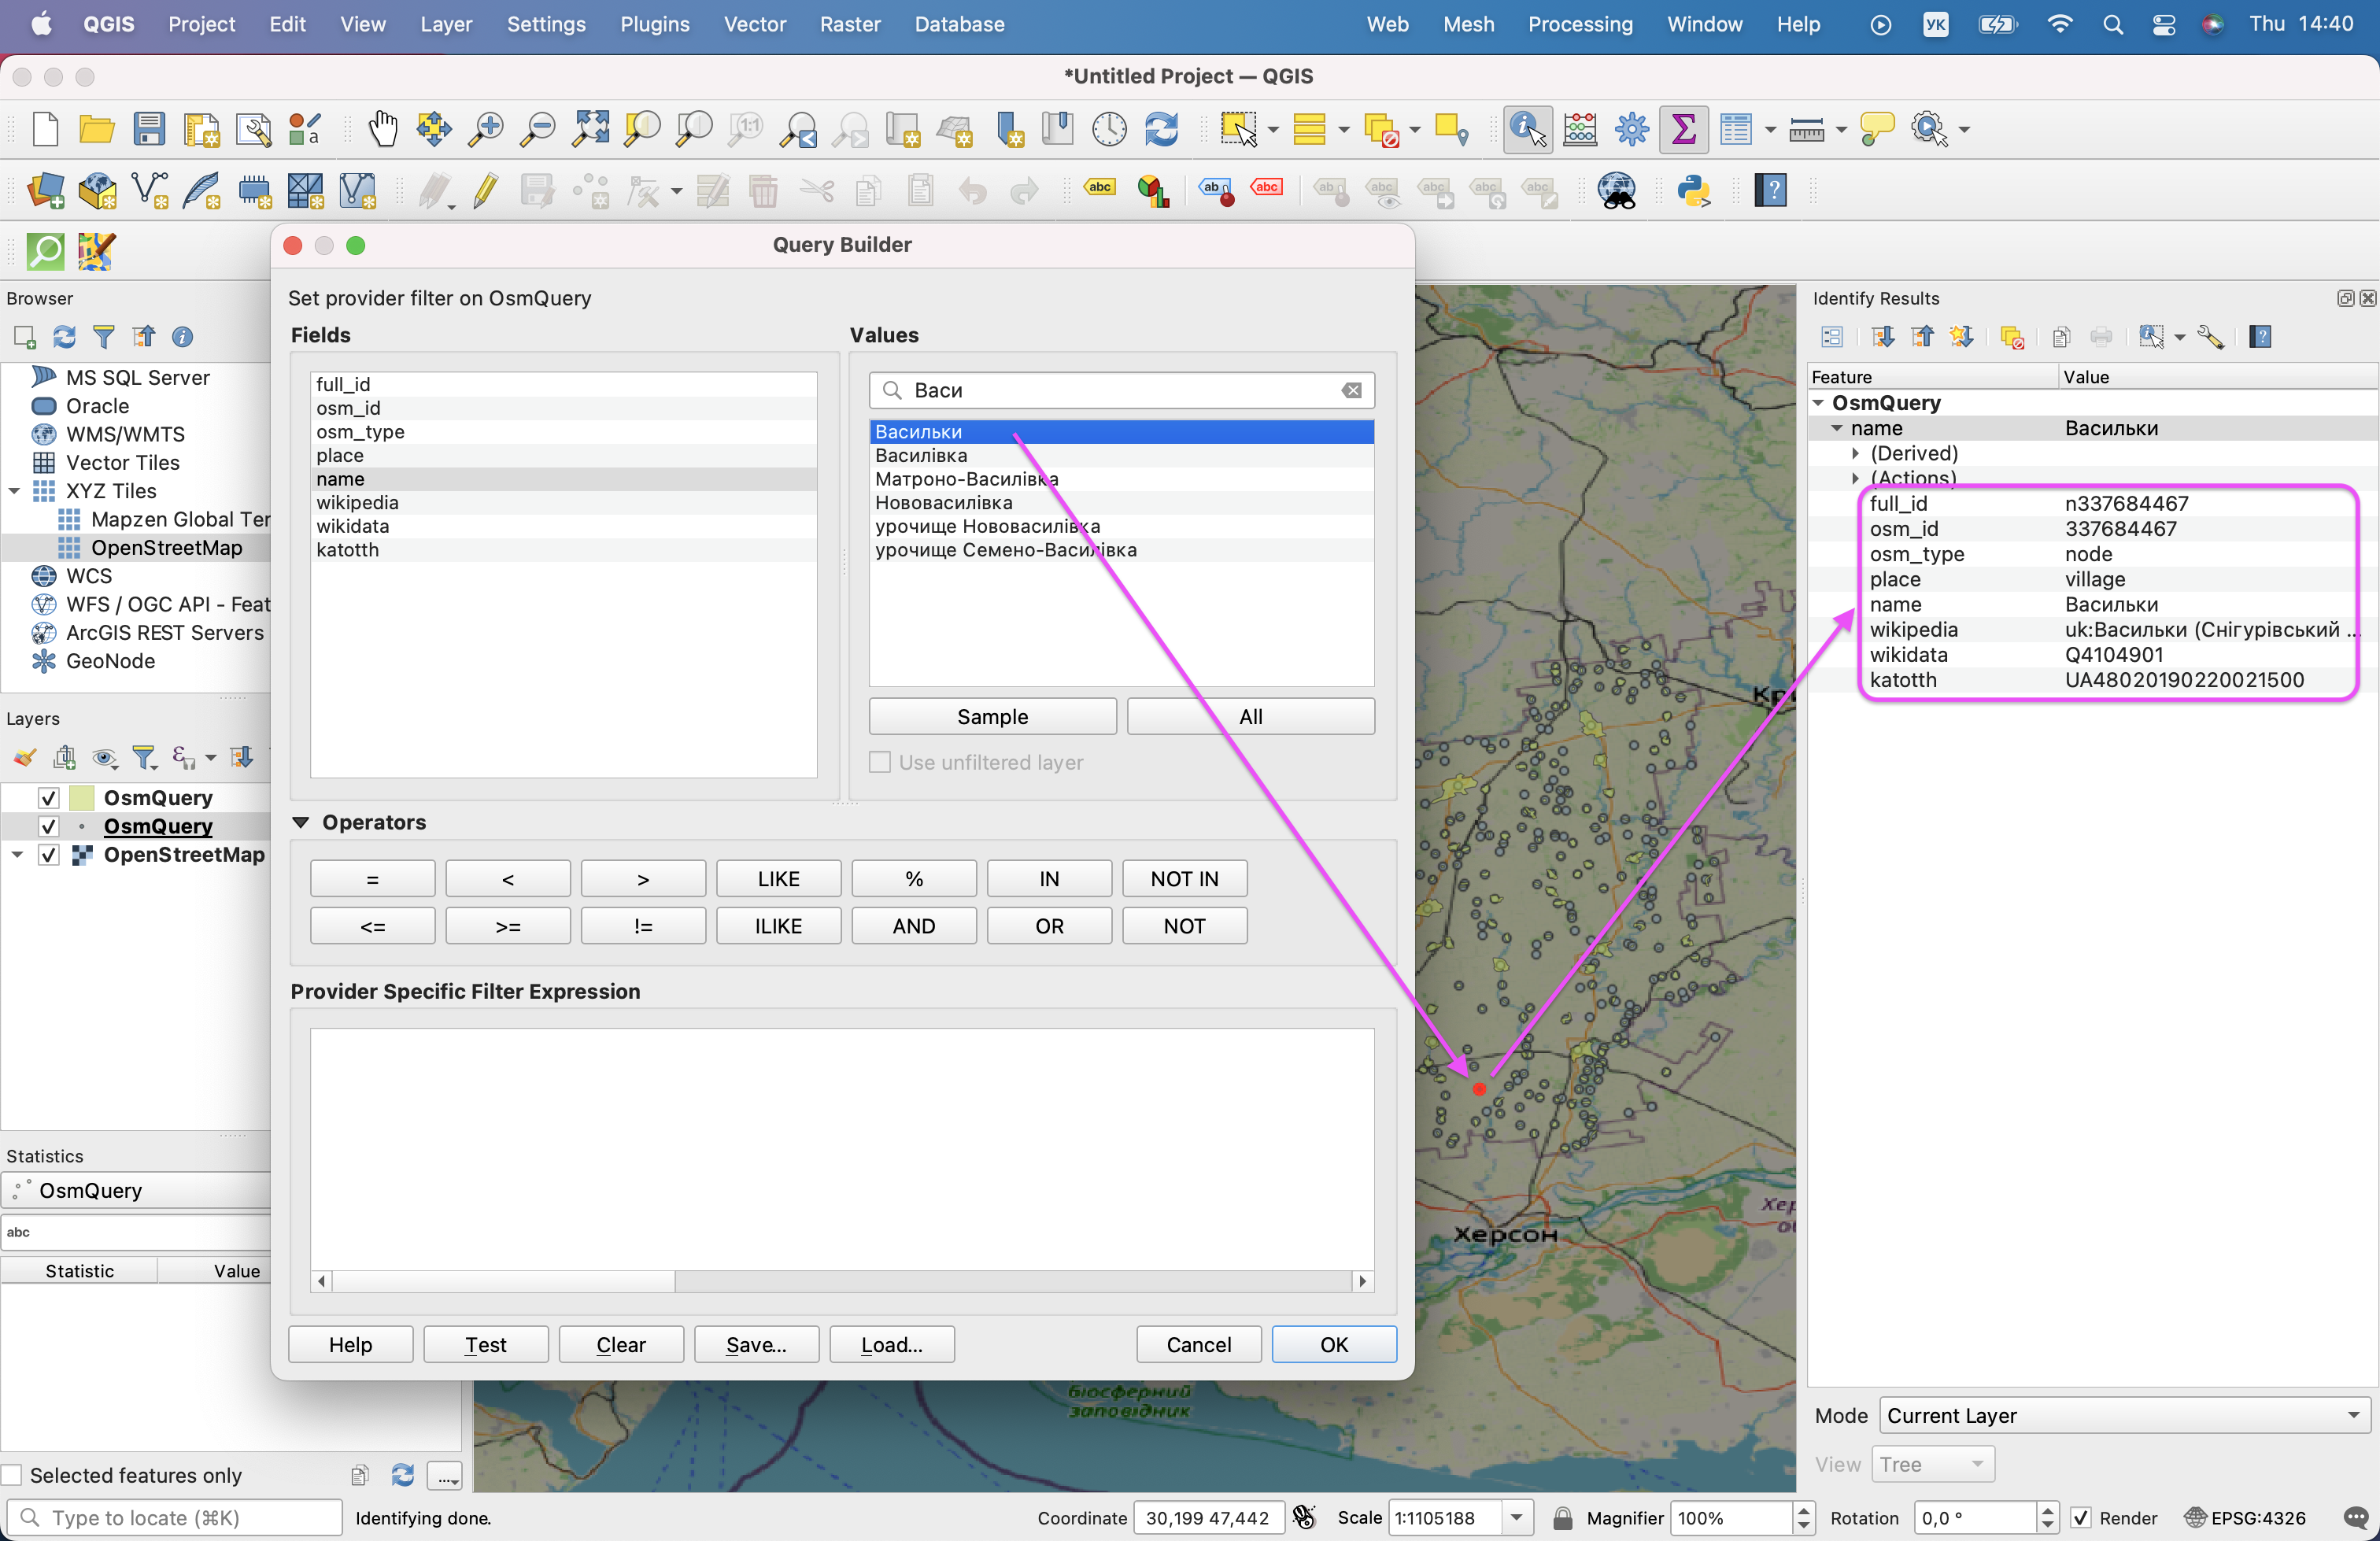 QGIS Project Edit View Layer Settings Plugins Vector Raster Database Web Mesh Processing Window Help УК Thu 14:40
*Untitled Project — QGIS
Query Builder
Set provider filter on OsmQuery
Fields
full_id
osm_id
osm_type
place
name
wikipedia
wikidata
katotth
Values
Васи
Васильки
Василівка
Матроно-Василівка
Нововасилівка
урочище Нововасилівка
урочище Семено-Василівка
Sample All
Use unfiltered layer
Operators
= < > LIKE % IN NOT IN
<= >= != ILIKE AND OR NOT
Provider Specific Filter Expression
Help Test Clear Save... Load... Cancel OK
Browser
MS SQL Server
Oracle
WMS/WMTS
Vector Tiles
XYZ Tiles
Mapzen Global Ter
OpenStreetMap
WCS
WFS / OGC API - Feat
ArcGIS REST Servers
GeoNode
Layers
OsmQuery
OsmQuery
OpenStreetMap
Statistics
OsmQuery
abc
Statistic Value
Selected features only
Херсон
Біосферний
заповідник
Identify Results
Feature Value
OsmQuery
name Васильки
(Derived)
(Actions)
full_id n337684467
osm_id 337684467
osm_type node
place village
name Васильки
wikipedia uk:Васильки (Снігурівський ...
wikidata Q4104901
katotth UA48020190220021500
Mode Current Layer
View Tree
Type to locate (⌘K) Identifying done. Coordinate 30,199 47,442 Scale 1:1105188 Magnifier 100% Rotation 0,0 ° Render EPSG:4326